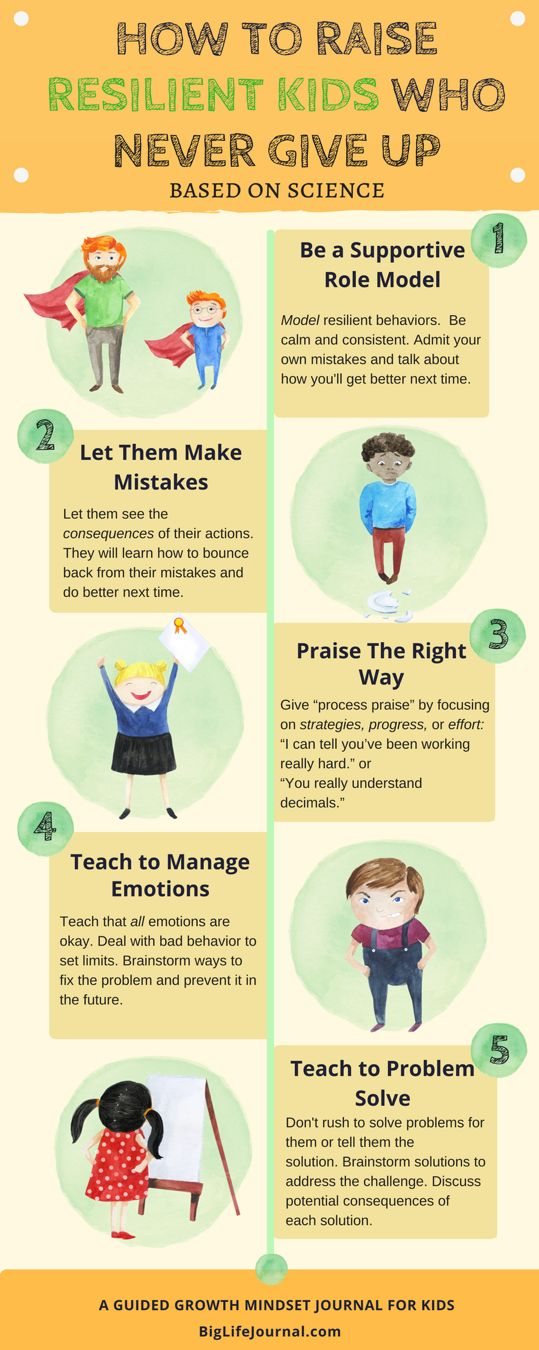 HOW TO RAISE
RESILIENT KIDS WHO
NEVER GIVE UP
BASED ON SCIENCE
1
Be a Supportive
Role Model
Model resilient behaviors.  Be
calm and consistent. Admit your
own mistakes and talk about
how you'll get better next time.
2
Let Them Make
Mistakes
Let them see the
consequences of their actions.
They will learn how to bounce
back from their mistakes and
do better next time.
3
Praise The Right
Way
Give “process praise” by focusing
on strategies, progress, or effort:
“I can tell you’ve been working
really hard.” or
“You really understand
decimals.”
4
Teach to Manage
Emotions
Teach that all emotions are
okay. Deal with bad behavior to
set limits. Brainstorm ways to
fix the problem and prevent it in
the future.
5
Teach to Problem
Solve
Don't rush to solve problems for
them or tell them the
solution. Brainstorm solutions to
address the challenge. Discuss
potential consequences of
each solution.
A GUIDED GROWTH MINDSET JOURNAL FOR KIDS
BigLifeJournal.com